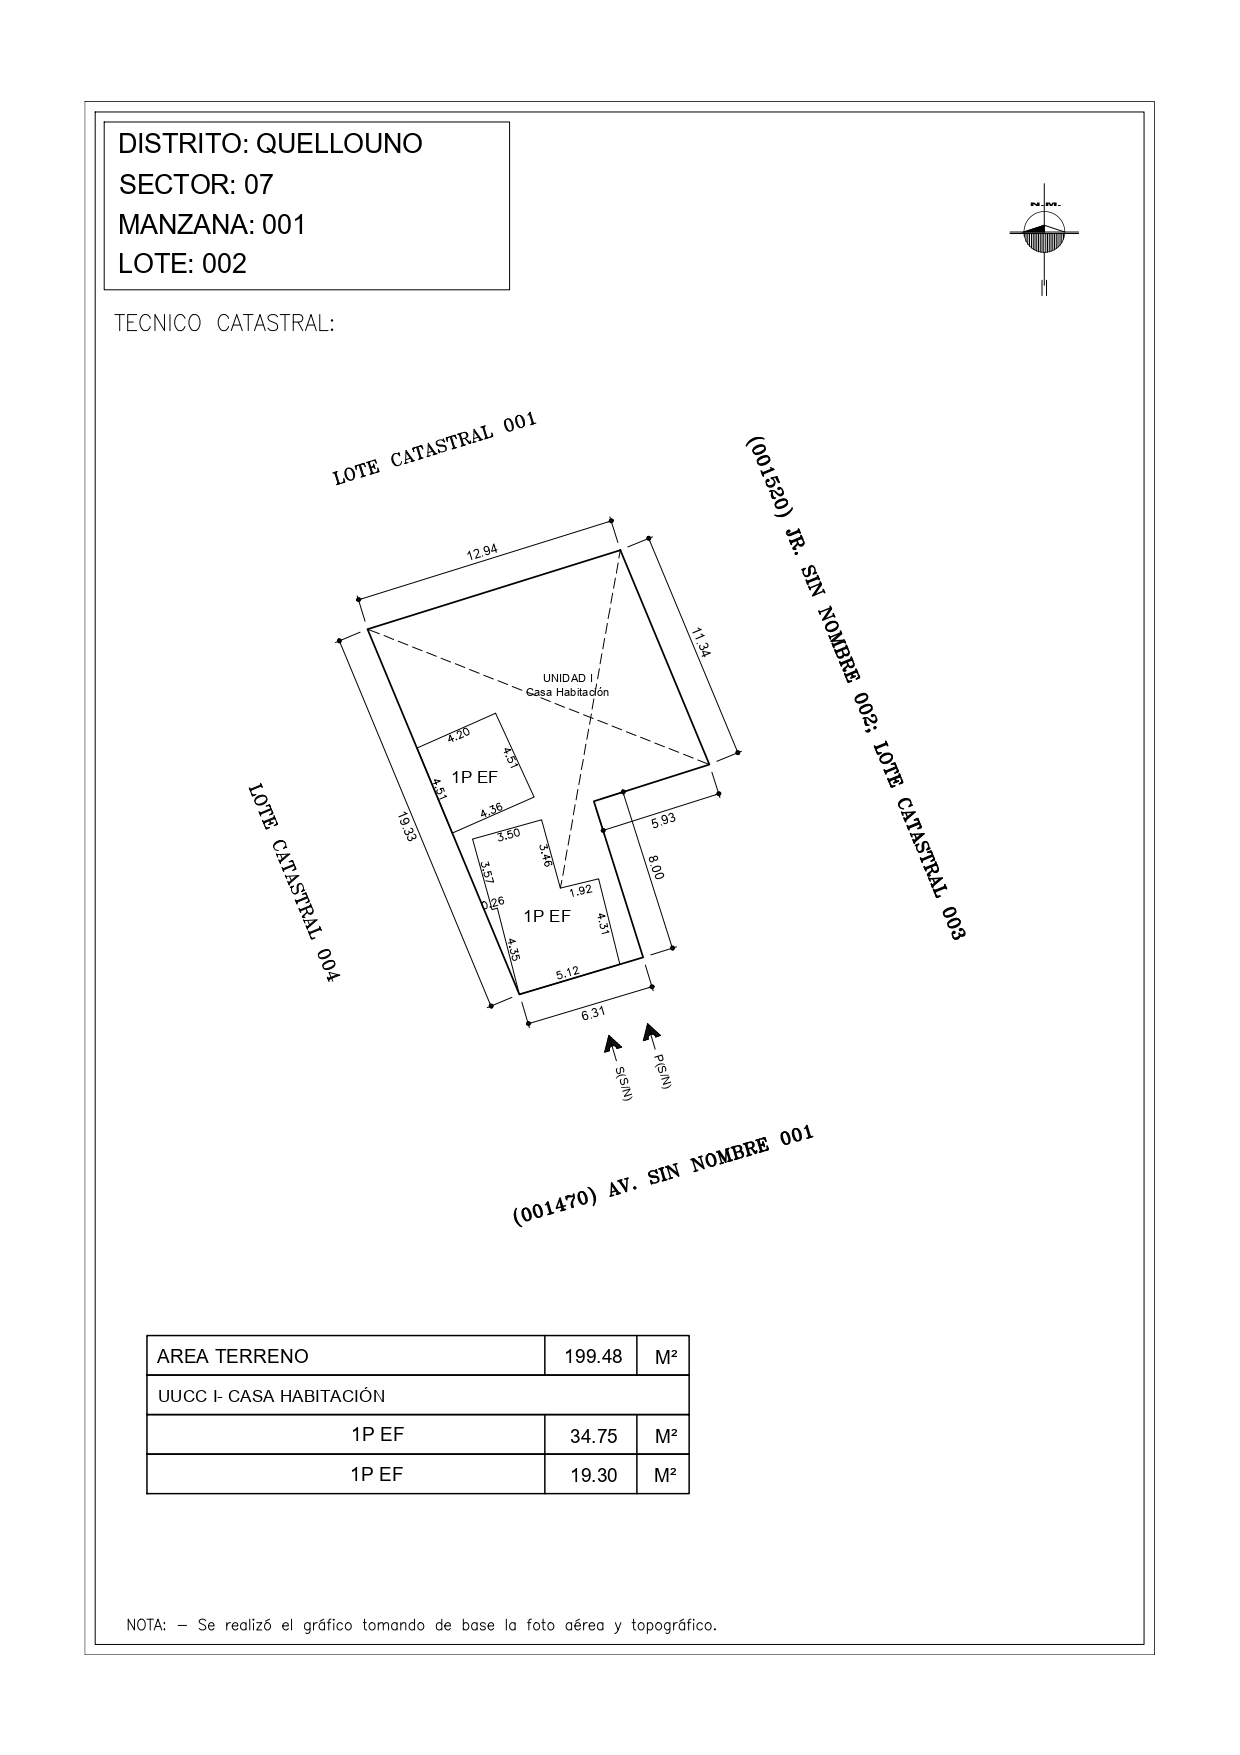 DISTRITO: QUELLOUNO
SECTOR: 07
MANZANA: 001
LOTE: 002
N.M.
TECNICO CATASTRAL:
LOTE CATASTRAL 001
(001520) JR. SIN NOMBRE 002; LOTE CATASTRAL 003
12.94
11.34
UNIDAD I
Casa Habitación
4.20
4.51
1P EF
4.51
4.36
19.33
5.93
3.50
3.46
8.00
3.57
1.92
0.26
1P EF
4.31
4.35
5.12
6.31
LOTE CATASTRAL 004
S(S/N)
P(S/N)
(001470) AV. SIN NOMBRE 001
AREA TERRENO 199.48 M²
UUCC I- CASA HABITACIÓN
1P EF 34.75 M²
1P EF 19.30 M²
NOTA: – Se realizó el gráfico tomando de base la foto aérea y topográfico.